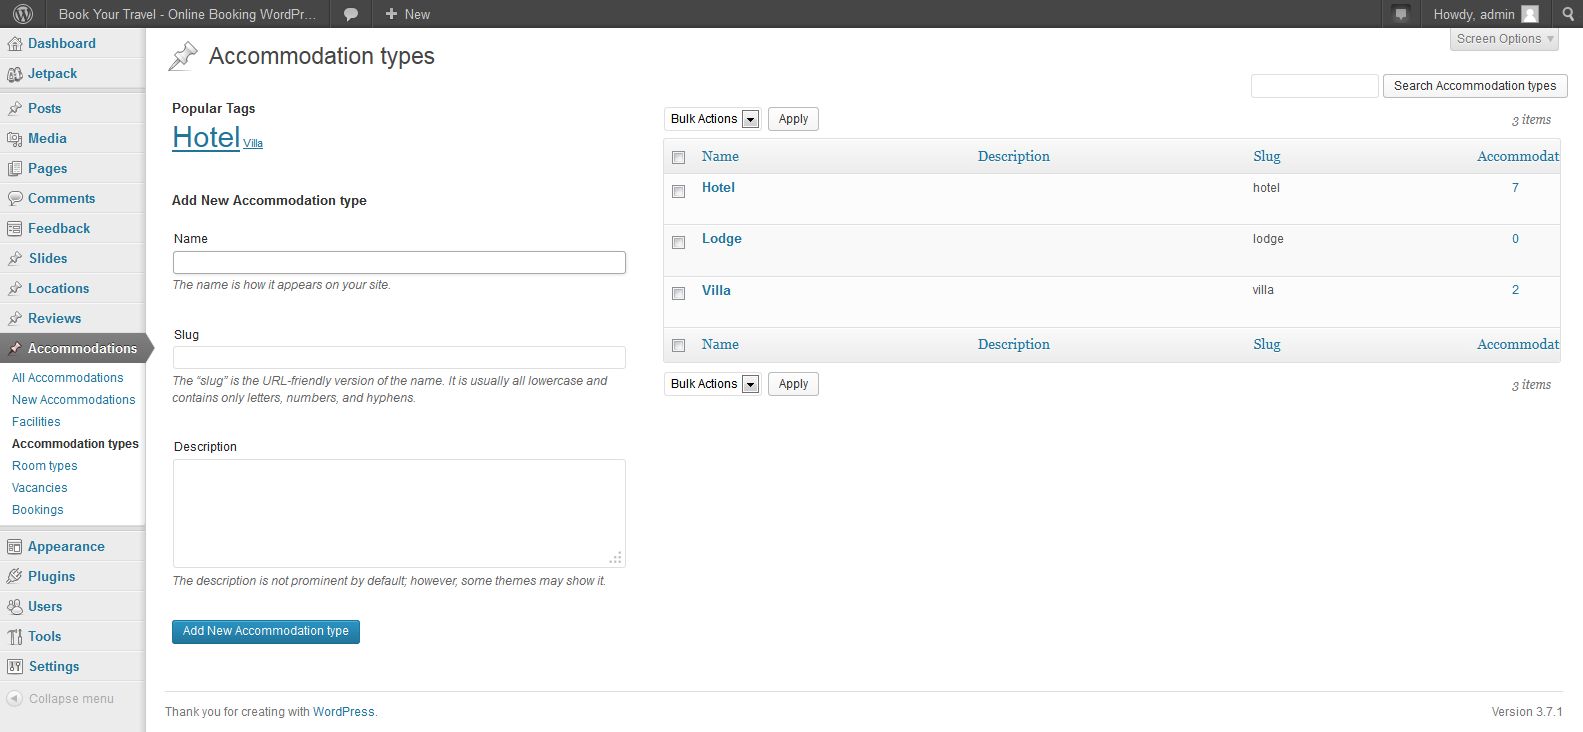 Book Your Travel - Online Booking WordPr...
New
Howdy, admin
Dashboard
Jetpack
Posts
Media
Pages
Comments
Feedback
Slides
Locations
Reviews
Accommodations
All Accommodations
New Accommodations
Facilities
Accommodation types
Room types
Vacancies
Bookings
Appearance
Plugins
Users
Tools
Settings
Collapse menu
Screen Options
Accommodation types
Search Accommodation types
Popular Tags
Hotel Villa
Add New Accommodation type
Name
The name is how it appears on your site.
Slug
The “slug” is the URL-friendly version of the name. It is usually all lowercase and
contains only letters, numbers, and hyphens.
Description
The description is not prominent by default; however, some themes may show it.
Add New Accommodation type
Bulk Actions Apply 3 items
Name Description Slug Accommodat
Hotel hotel 7
Lodge lodge 0
Villa villa 2
Name Description Slug Accommodat
Bulk Actions Apply 3 items
Thank you for creating with WordPress.
Version 3.7.1